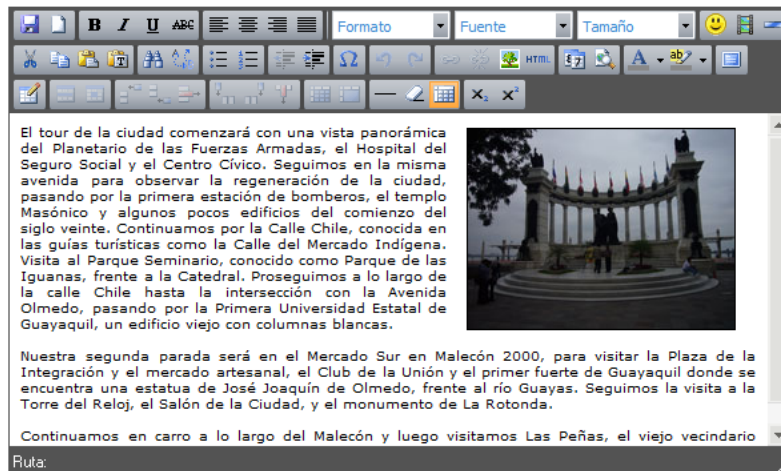 B I U ABC Formato Fuente Tamaño
Ω HTML A ab
x₂ x²
El tour de la ciudad comenzará con una vista panorámica
del Planetario de las Fuerzas Armadas, el Hospital del
Seguro Social y el Centro Cívico. Seguimos en la misma
avenida para observar la regeneración de la ciudad,
pasando por la primera estación de bomberos, el templo
Masónico y algunos pocos edificios del comienzo del
siglo veinte. Continuamos por la Calle Chile, conocida en
las guías turísticas como la Calle del Mercado Indígena.
Visita al Parque Seminario, conocido como Parque de las
Iguanas, frente a la Catedral. Proseguimos a lo largo de
la calle Chile hasta la intersección con la Avenida
Olmedo, pasando por la Primera Universidad Estatal de
Guayaquil, un edificio viejo con columnas blancas.
Nuestra segunda parada será en el Mercado Sur en Malecón 2000, para visitar la Plaza de la
Integración y el mercado artesanal, el Club de la Unión y el primer fuerte de Guayaquil donde se
encuentra una estatua de José Joaquín de Olmedo, frente al río Guayas. Seguimos la visita a la
Torre del Reloj, el Salón de la Ciudad, y el monumento de La Rotonda.
Continuamos en carro a lo largo del Malecón y luego visitamos Las Peñas, el viejo vecindario
Ruta: